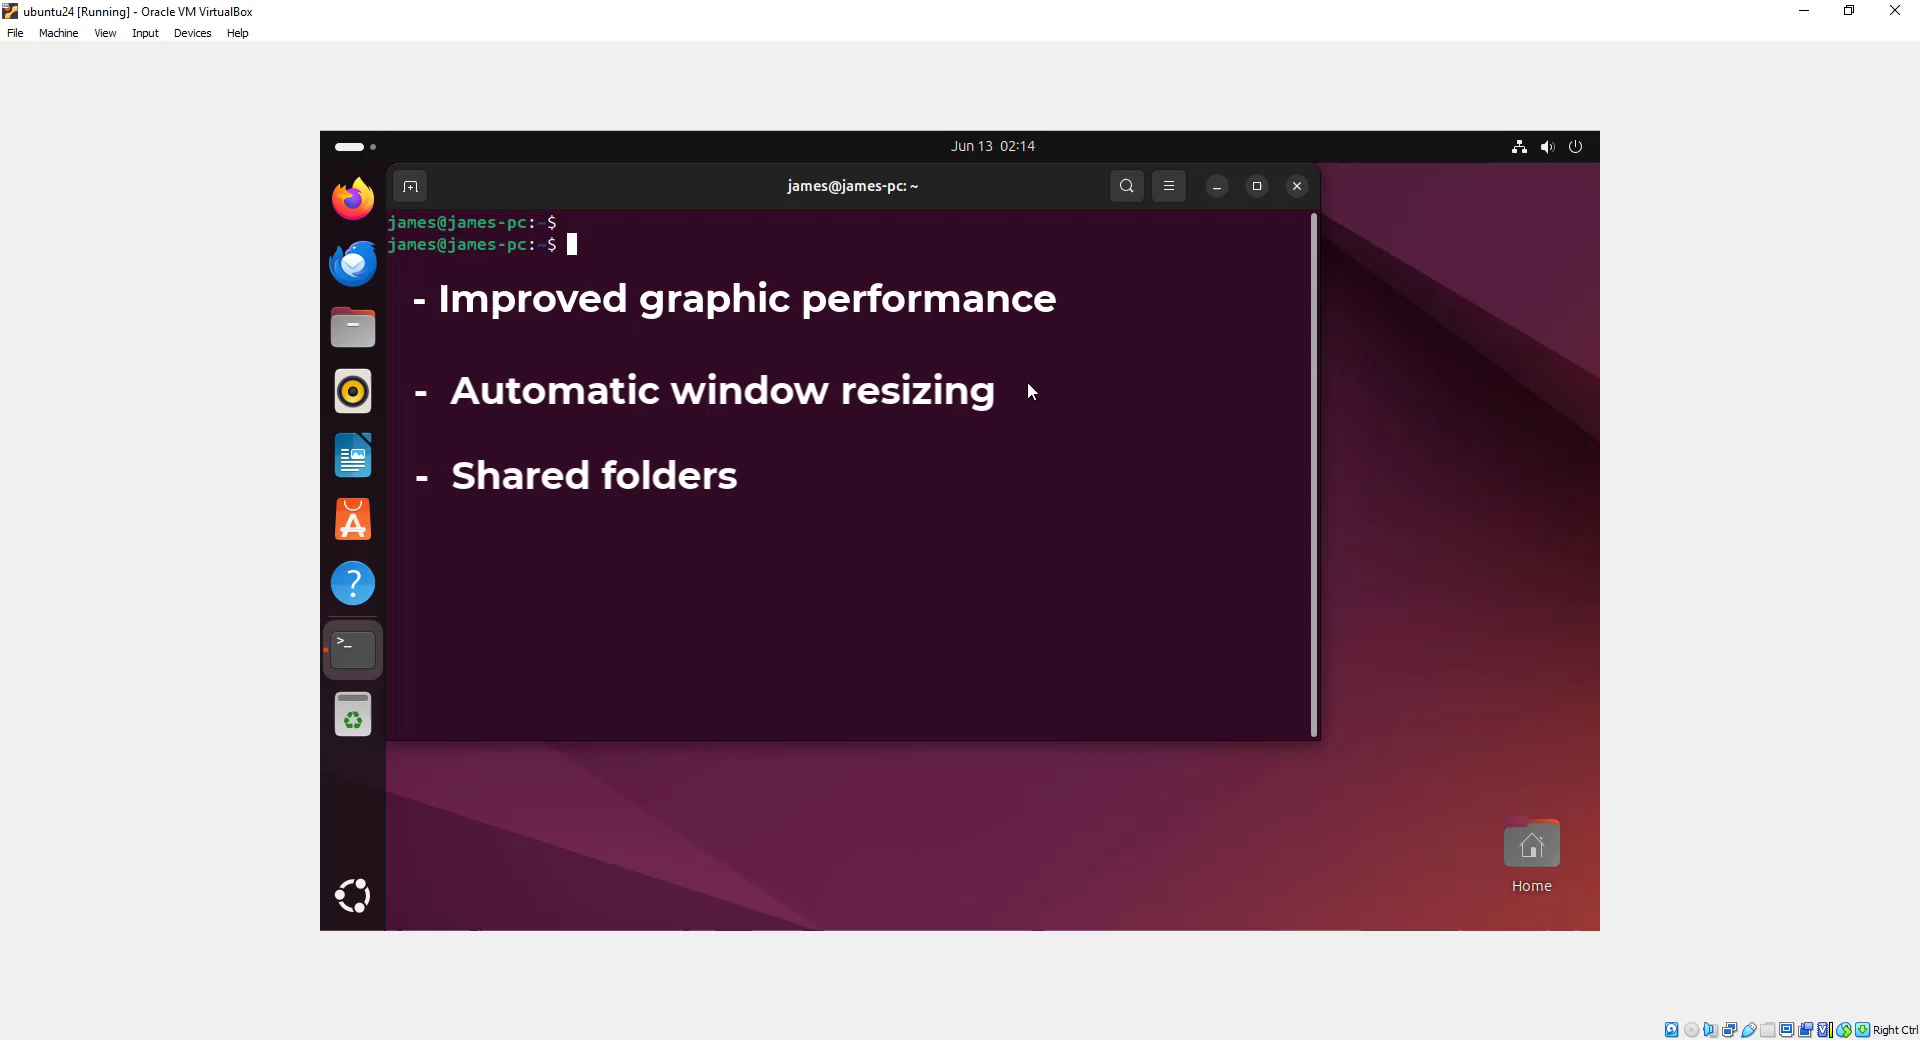 ubuntu24 [Running] - Oracle VM VirtualBox
File Machine View Input Devices Help
Jun 13 02:14
james@james-pc: ~
james@james-pc:~$
james@james-pc:~$
- Improved graphic performance
- Automatic window resizing
- Shared folders
Home
Right Ctrl